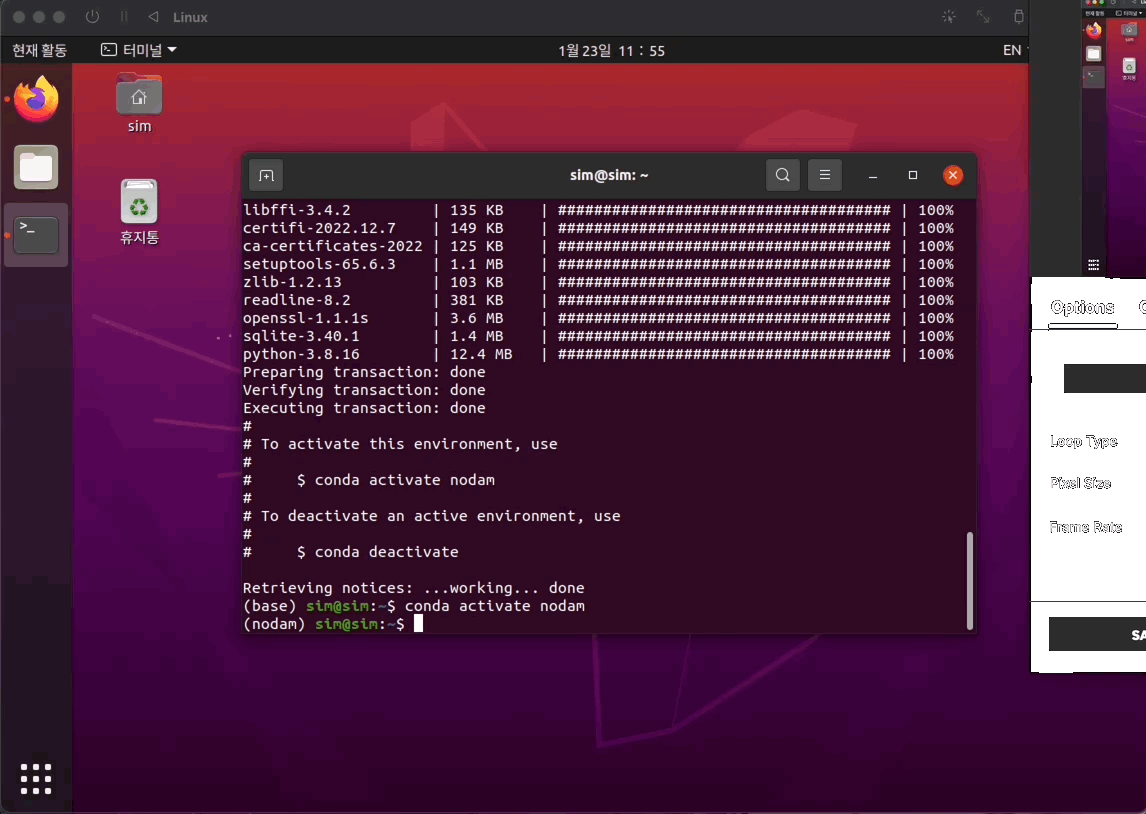 Linux
현재 활동
터미널
1월 23일 11 : 55
EN
sim
휴지통
sim@sim: ~
libffi-3.4.2 | 135 KB | ##################################### | 100%
certifi-2022.12.7 | 149 KB | ##################################### | 100%
ca-certificates-2022 | 125 KB | ##################################### | 100%
setuptools-65.6.3 | 1.1 MB | ##################################### | 100%
zlib-1.2.13 | 103 KB | ##################################### | 100%
readline-8.2 | 381 KB | ##################################### | 100%
openssl-1.1.1s | 3.6 MB | ##################################### | 100%
sqlite-3.40.1 | 1.4 MB | ##################################### | 100%
python-3.8.16 | 12.4 MB | ##################################### | 100%
Preparing transaction: done
Verifying transaction: done
Executing transaction: done
#
# To activate this environment, use
#
#     $ conda activate nodam
#
# To deactivate an active environment, use
#
#     $ conda deactivate
Retrieving notices: ...working... done
(base) sim@sim:~$ conda activate nodam
(nodam) sim@sim:~$
Options
Loop Type
Pixel Size
Frame Rate
SA